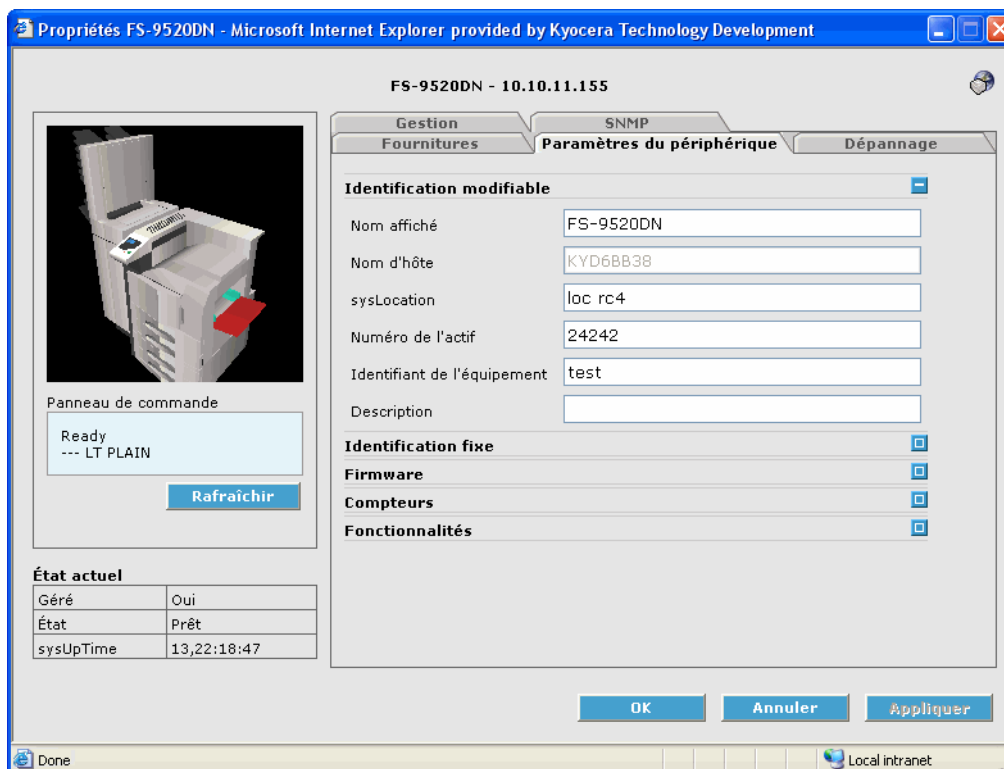 Propriétés FS-9520DN - Microsoft Internet Explorer provided by Kyocera Technology Development
FS-9520DN - 10.10.11.155
Gestion
SNMP
Fournitures
Paramètres du périphérique
Dépannage
Identification modifiable
Nom affiché
FS-9520DN
Nom d'hôte
KYD6BB38
sysLocation
loc rc4
Numéro de l'actif
24242
Identifiant de l'équipement
test
Description
Identification fixe
Firmware
Compteurs
Fonctionnalités
Panneau de commande
Ready
--- LT PLAIN
Rafraîchir
État actuel
Géré Oui
État Prêt
sysUpTime 13,22:18:47
OK
Annuler
Appliquer
Done
Local intranet